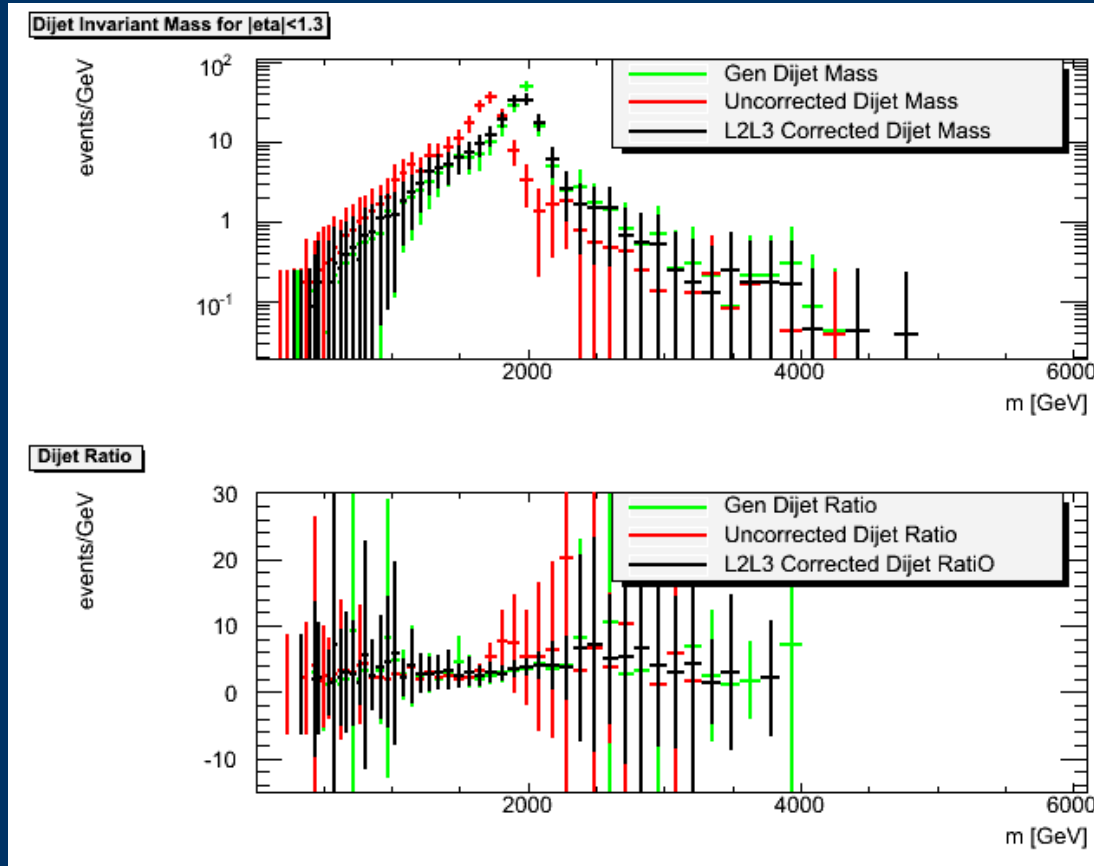 Dijet Invariant Mass for |eta|<1.3
events/GeV
10²
10
1
10⁻¹
Gen Dijet Mass
Uncorrected Dijet Mass
L2L3 Corrected Dijet Mass
2000
4000
6000
m [GeV]
Dijet Ratio
events/GeV
30
20
10
0
-10
Gen Dijet Ratio
Uncorrected Dijet Ratio
L2L3 Corrected Dijet RatiO
2000
4000
6000
m [GeV]